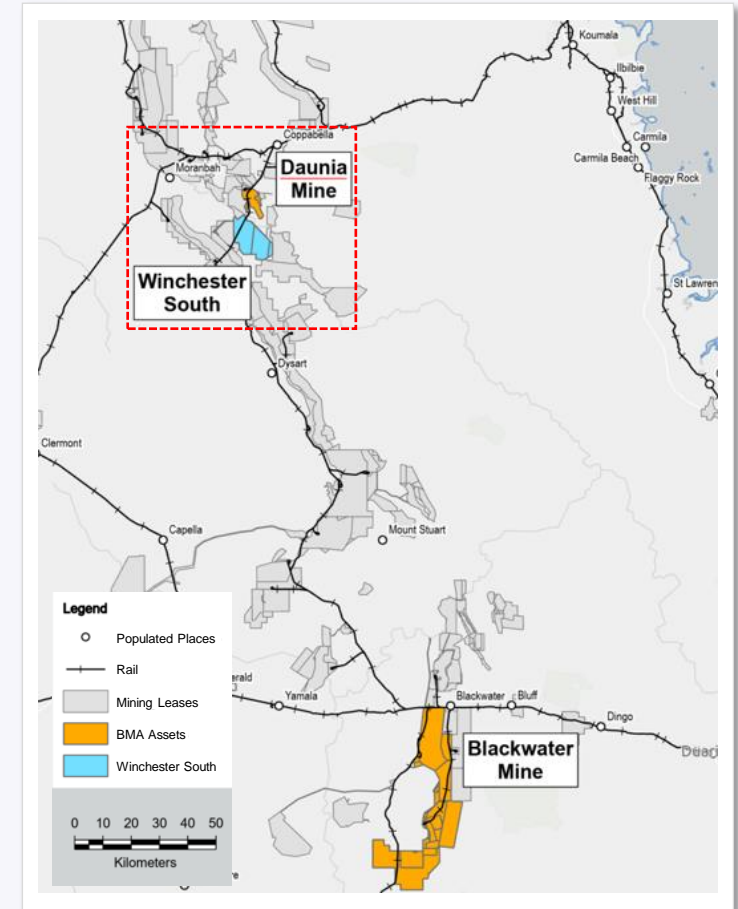 Koumala
Ilbilbie
West Hill
Carmila
Carmila Beach
Flaggy Rock
Coppabella
Moranbah
Daunia
Mine
Winchester
South
St Lawren
Dysart
Clermont
Capella
Mount Stuart
Legend
Populated Places
Rail
Mining Leases
BMA Assets
Winchester South
0 10 20 30 40 50
Kilometers
erald
Yamala
Blackwater
Bluff
Dingo
Blackwater
Mine
re